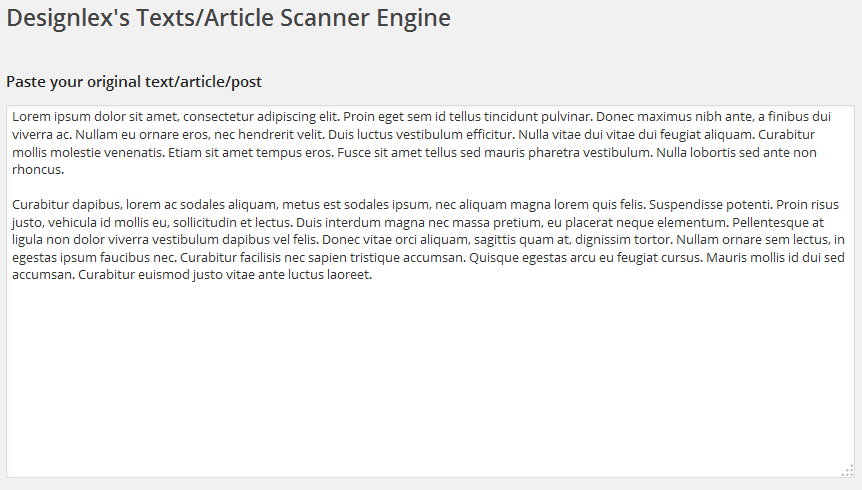 Designlex's Texts/Article Scanner Engine
Paste your original text/article/post
Lorem ipsum dolor sit amet, consectetur adipiscing elit. Proin eget sem id tellus tincidunt pulvinar. Donec maximus nibh ante, a finibus dui
viverra ac. Nullam eu ornare eros, nec hendrerit velit. Duis luctus vestibulum efficitur. Nulla vitae dui vitae dui feugiat aliquam. Curabitur
mollis molestie venenatis. Etiam sit amet tempus eros. Fusce sit amet tellus sed mauris pharetra vestibulum. Nulla lobortis sed ante non
rhoncus.
Curabitur dapibus, lorem ac sodales aliquam, metus est sodales ipsum, nec aliquam magna lorem quis felis. Suspendisse potenti. Proin risus
justo, vehicula id mollis eu, sollicitudin et lectus. Duis interdum magna nec massa pretium, eu placerat neque elementum. Pellentesque at
ligula non dolor viverra vestibulum dapibus vel felis. Donec vitae orci aliquam, sagittis quam at, dignissim tortor. Nullam ornare sem lectus, in
egestas ipsum faucibus nec. Curabitur facilisis nec sapien tristique accumsan. Quisque egestas arcu eu feugiat cursus. Mauris mollis id dui sed
accumsan. Curabitur euismod justo vitae ante luctus laoreet.